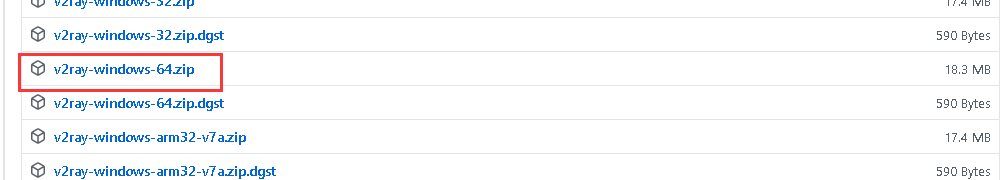 v2ray-windows-32.zip 17.4 MB
v2ray-windows-32.zip.dgst 590 Bytes
v2ray-windows-64.zip 18.3 MB
v2ray-windows-64.zip.dgst 590 Bytes
v2ray-windows-arm32-v7a.zip 17.4 MB
v2ray-windows-arm32-v7a.zip.dgst 590 Bytes